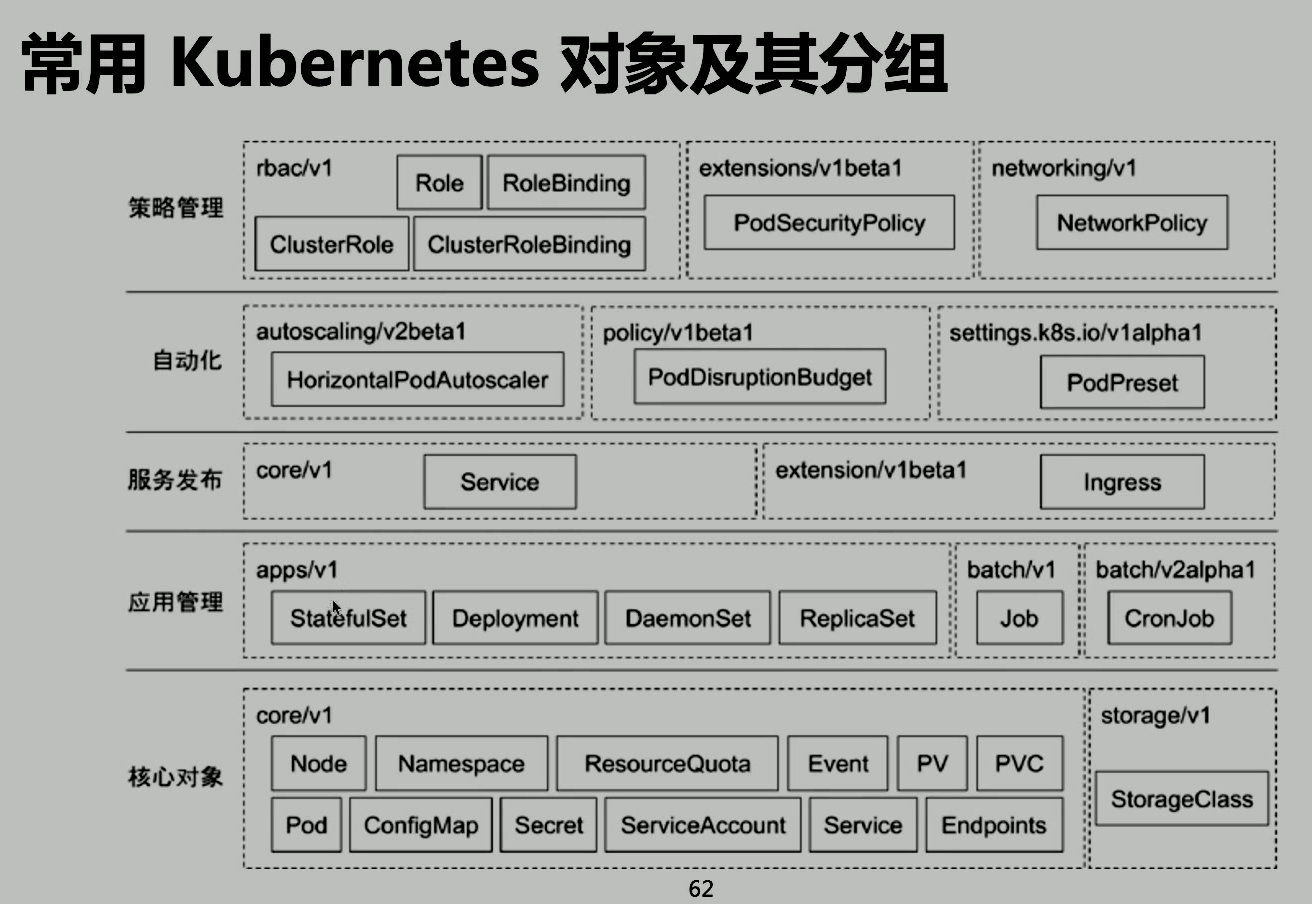 常用 Kubernetes 对象及其分组
策略管理
rbac/v1
Role
RoleBinding
ClusterRole
ClusterRoleBinding
extensions/v1beta1
PodSecurityPolicy
networking/v1
NetworkPolicy
自动化
autoscaling/v2beta1
HorizontalPodAutoscaler
policy/v1beta1
PodDisruptionBudget
settings.k8s.io/v1alpha1
PodPreset
服务发布
core/v1
Service
extension/v1beta1
Ingress
应用管理
apps/v1
StatefulSet
Deployment
DaemonSet
ReplicaSet
batch/v1
Job
batch/v2alpha1
CronJob
核心对象
core/v1
Node
Namespace
ResourceQuota
Event
PV
PVC
Pod
ConfigMap
Secret
ServiceAccount
Service
Endpoints
storage/v1
StorageClass
62